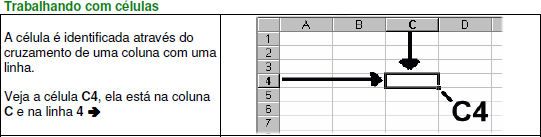 Trabalhando com células
A célula é identificada através do
cruzamento de uma coluna com uma
linha.
Veja a célula C4, ela está na coluna
C e na linha 4 🡺
A B C D
1
2
3
4
5
6
7
C4